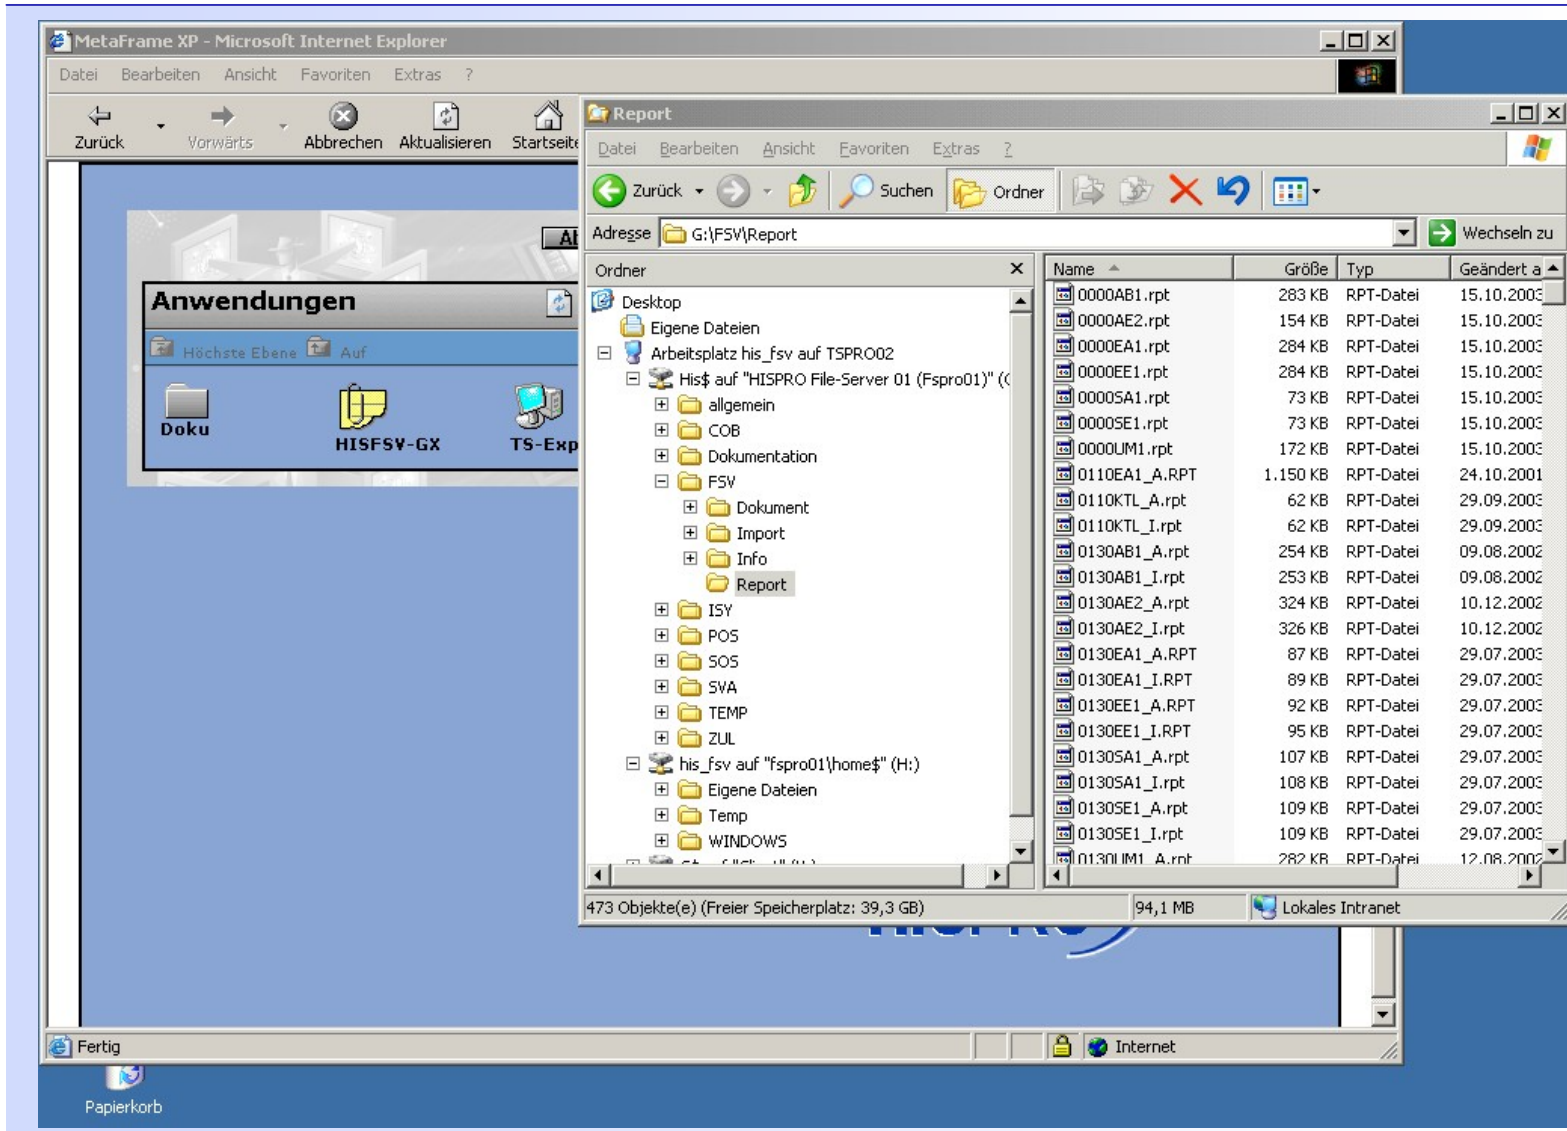 MetaFrame XP - Microsoft Internet Explorer
Datei Bearbeiten Ansicht Favoriten Extras ?
Zurück Vorwärts Abbrechen Aktualisieren Startseite
Anwendungen
Höchste Ebene Auf
Doku HISFSV-GX TS-Exp
Report
Datei Bearbeiten Ansicht Favoriten Extras ?
Zurück Suchen Ordner
Adresse G:\FSV\Report Wechseln zu
Ordner
Desktop
Eigene Dateien
Arbeitsplatz his_fsv auf TSPRO02
His$ auf "HISPRO File-Server 01 (Fspro01)" (
allgemein
COB
Dokumentation
FSV
Dokument
Import
Info
Report
ISY
POS
SOS
SVA
TEMP
ZUL
his_fsv auf "fspro01\home$" (H:)
Eigene Dateien
Temp
WINDOWS
Name Größe Typ Geändert a
0000AB1.rpt 283 KB RPT-Datei 15.10.2003
0000AE2.rpt 154 KB RPT-Datei 15.10.2003
0000EA1.rpt 284 KB RPT-Datei 15.10.2003
0000EE1.rpt 284 KB RPT-Datei 15.10.2003
0000SA1.rpt 73 KB RPT-Datei 15.10.2003
0000SE1.rpt 73 KB RPT-Datei 15.10.2003
0000UM1.rpt 172 KB RPT-Datei 15.10.2003
0110EA1_A.RPT 1.150 KB RPT-Datei 24.10.2001
0110KTL_A.rpt 62 KB RPT-Datei 29.09.2003
0110KTL_I.rpt 62 KB RPT-Datei 29.09.2003
0130AB1_A.rpt 254 KB RPT-Datei 09.08.2002
0130AB1_I.rpt 253 KB RPT-Datei 09.08.2002
0130AE2_A.rpt 324 KB RPT-Datei 10.12.2002
0130AE2_I.rpt 326 KB RPT-Datei 10.12.2002
0130EA1_A.RPT 87 KB RPT-Datei 29.07.2003
0130EA1_I.RPT 89 KB RPT-Datei 29.07.2003
0130EE1_A.RPT 92 KB RPT-Datei 29.07.2003
0130EE1_I.RPT 95 KB RPT-Datei 29.07.2003
0130SA1_A.rpt 107 KB RPT-Datei 29.07.2003
0130SA1_I.rpt 108 KB RPT-Datei 29.07.2003
0130SE1_A.rpt 109 KB RPT-Datei 29.07.2003
0130SE1_I.rpt 109 KB RPT-Datei 29.07.2003
0130UM1_A.rpt 282 KB RPT-Datei 12.08.2002
473 Objekte(e) (Freier Speicherplatz: 39,3 GB) 94,1 MB Lokales Intranet
Fertig Internet
Papierkorb